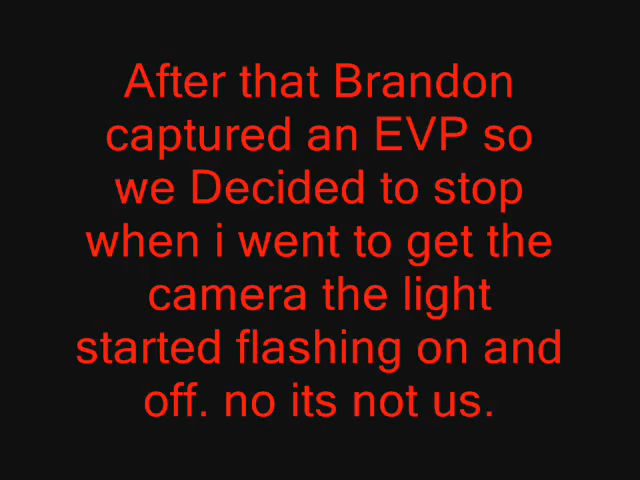 After that Brandon
captured an EVP so
we Decided to stop
when i went to get the
camera the light
started flashing on and
off. no its not us.